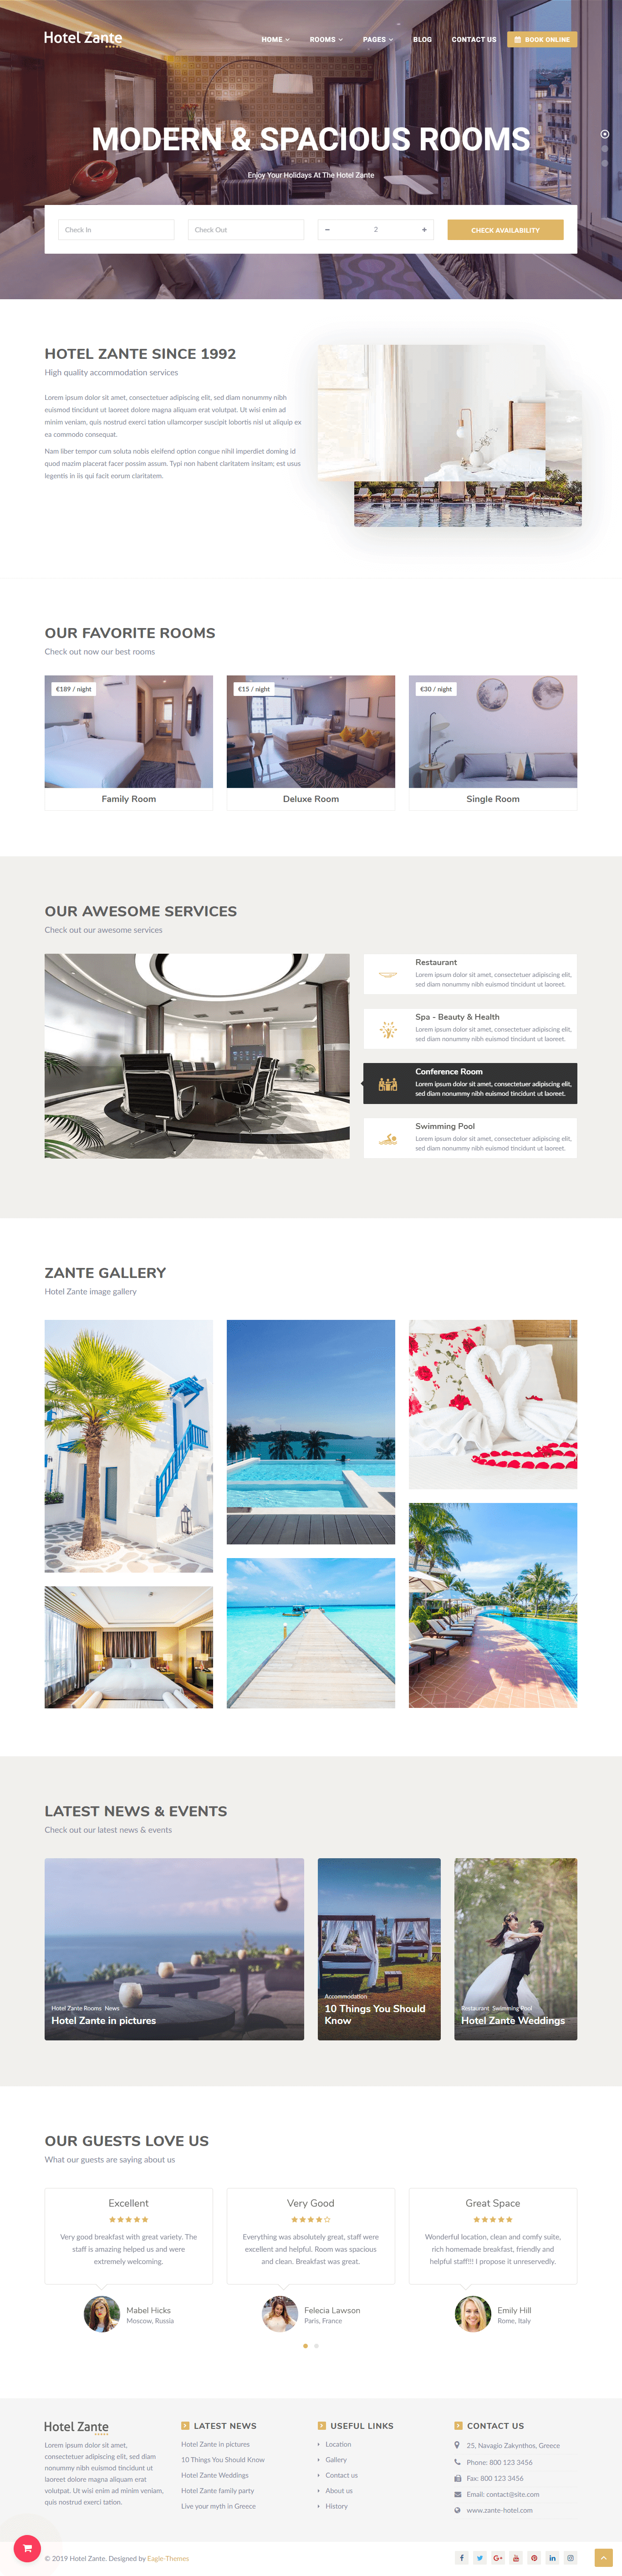 Hotel Zante
HOME
ROOMS
PAGES
BLOG
CONTACT US
BOOK ONLINE
MODERN & SPACIOUS ROOMS
Enjoy Your Holidays At The Hotel Zante
Check In
Check Out
2
CHECK AVAILABILITY
HOTEL ZANTE SINCE 1992
High quality accommodation services
Lorem ipsum dolor sit amet, consectetuer adipiscing elit, sed diam nonummy nibh
euismod tincidunt ut laoreet dolore magna aliquam erat volutpat. Ut wisi enim ad
minim veniam, quis nostrud exerci tation ullamcorper suscipit lobortis nisl ut aliquip ex
ea commodo consequat.
Nam liber tempor cum soluta nobis eleifend option congue nihil imperdiet doming id
quod mazim placerat facer possim assum. Typi non habent claritatem insitam; est usus
legentis in iis qui facit eorum claritatem.
OUR FAVORITE ROOMS
Check out now our best rooms
€189 / night
Family Room
€15 / night
Deluxe Room
€30 / night
Single Room
OUR AWESOME SERVICES
Check out our awesome services
Restaurant
Lorem ipsum dolor sit amet, consectetuer adipiscing elit,
sed diam nonummy nibh euismod tincidunt ut laoreet.
Spa - Beauty & Health
Lorem ipsum dolor sit amet, consectetuer adipiscing elit,
sed diam nonummy nibh euismod tincidunt ut laoreet.
Conference Room
Lorem ipsum dolor sit amet, consectetuer adipiscing elit,
sed diam nonummy nibh euismod tincidunt ut laoreet.
Swimming Pool
Lorem ipsum dolor sit amet, consectetuer adipiscing elit,
sed diam nonummy nibh euismod tincidunt ut laoreet.
ZANTE GALLERY
Hotel Zante image gallery
LATEST NEWS & EVENTS
Check out our latest news & events
Hotel Zante Rooms News
Hotel Zante in pictures
Accommodation
10 Things You Should
Know
Restaurant Swimming Pool
Hotel Zante Weddings
OUR GUESTS LOVE US
What our guests are saying about us
Excellent
Very good breakfast with great variety. The
staff is amazing helped us and were
extremely welcoming.
Mabel Hicks
Moscow, Russia
Very Good
Everything was absolutely great, staff were
excellent and helpful. Room was spacious
and clean. Breakfast was great.
Felecia Lawson
Paris, France
Great Space
Wonderful location, clean and comfy suite,
rich homemade breakfast, friendly and
helpful staff!!! I propose it unreservedly.
Emily Hill
Rome, Italy
Hotel Zante
Lorem ipsum dolor sit amet,
consectetuer adipiscing elit, sed diam
nonummy nibh euismod tincidunt ut
laoreet dolore magna aliquam erat
volutpat. Ut wisi enim ad minim veniam,
quis nostrud exerci tation.
LATEST NEWS
Hotel Zante in pictures
10 Things You Should Know
Hotel Zante Weddings
Hotel Zante family party
Live your myth in Greece
USEFUL LINKS
Location
Gallery
Contact us
About us
History
CONTACT US
25, Navagio Zakynthos, Greece
Phone: 800 123 3456
Fax: 800 123 3456
Email: contact@site.com
www.zante-hotel.com
© 2019 Hotel Zante. Designed by Eagle-Themes